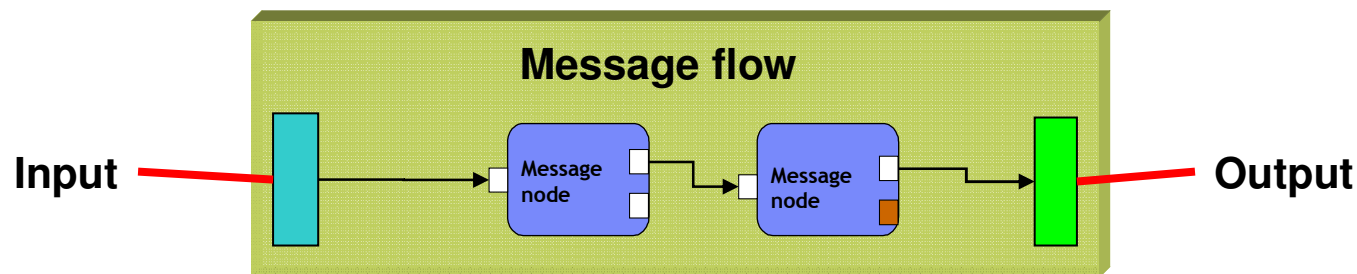 Message flow
Input
Message
node
Message
node
Output